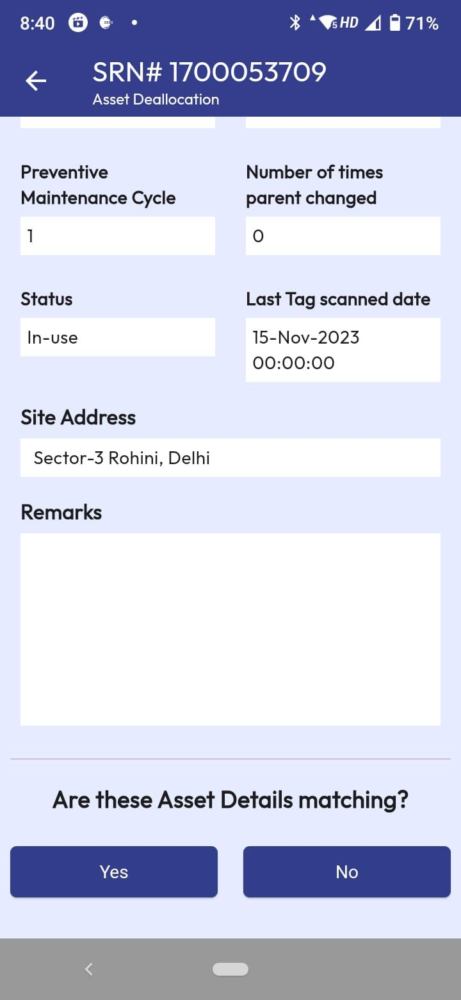 8:40
5 HD 71%
SRN# 1700053709
Asset Deallocation
Preventive
Maintenance Cycle
Number of times
parent changed
1
0
Status
Last Tag scanned date
In-use
15-Nov-2023
00:00:00
Site Address
Sector-3 Rohini, Delhi
Remarks
Are these Asset Details matching?
Yes
No